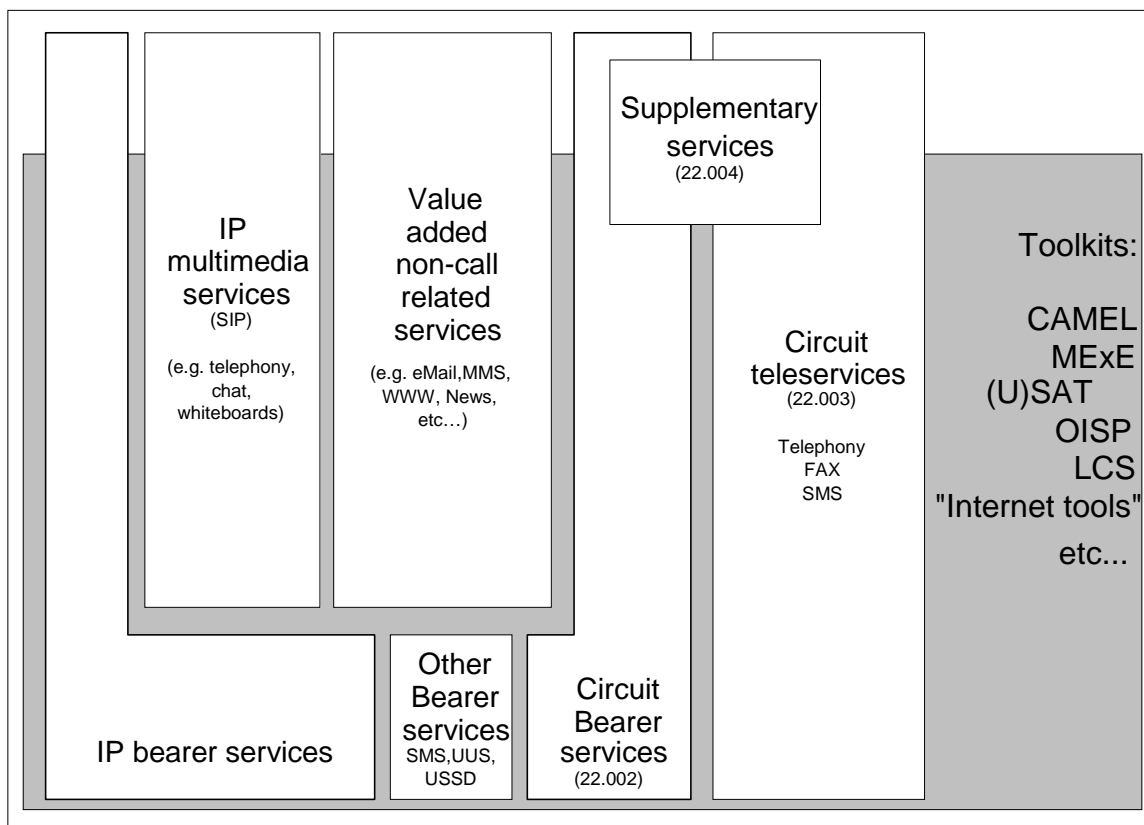 Supplementary
services
(22.004)
IP
multimedia
services
(SIP)
(e.g. telephony,
chat,
whiteboards)
Value
added
non-call
related
services
(e.g. eMail,MMS,
WWW, News,
etc…)
Circuit
teleservices
(22.003)
Telephony
FAX
SMS
Toolkits:
CAMEL
MExE
(U)SAT
OISP
LCS
"Internet tools"
etc...
IP bearer services
Other
Bearer
services
SMS,UUS,
USSD
Circuit
Bearer
services
(22.002)